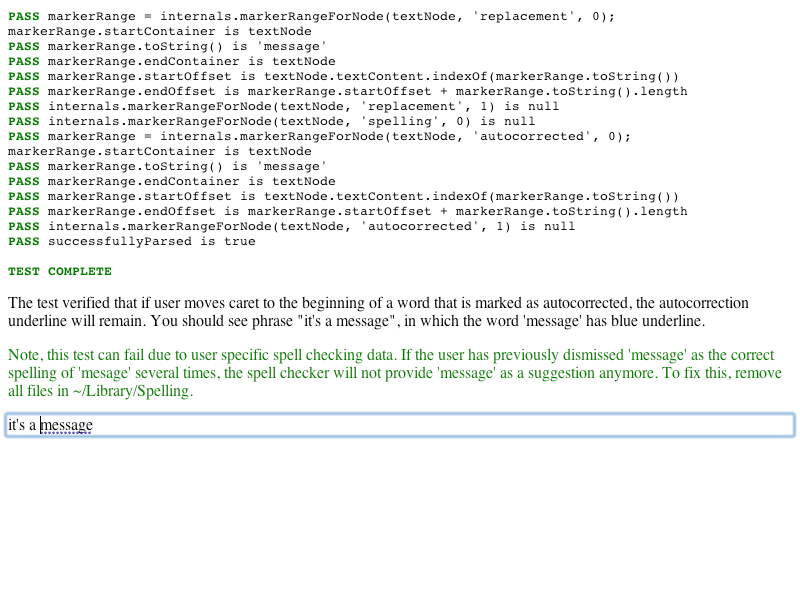 PASS markerRange = internals.markerRangeForNode(textNode, 'replacement', 0);
markerRange.startContainer is textNode
PASS markerRange.toString() is 'message'
PASS markerRange.endContainer is textNode
PASS markerRange.startOffset is textNode.textContent.indexOf(markerRange.toString())
PASS markerRange.endOffset is markerRange.startOffset + markerRange.toString().length
PASS internals.markerRangeForNode(textNode, 'replacement', 1) is null
PASS internals.markerRangeForNode(textNode, 'spelling', 0) is null
PASS markerRange = internals.markerRangeForNode(textNode, 'autocorrected', 0);
markerRange.startContainer is textNode
PASS markerRange.toString() is 'message'
PASS markerRange.endContainer is textNode
PASS markerRange.startOffset is textNode.textContent.indexOf(markerRange.toString())
PASS markerRange.endOffset is markerRange.startOffset + markerRange.toString().length
PASS internals.markerRangeForNode(textNode, 'autocorrected', 1) is null
PASS successfullyParsed is true
TEST COMPLETE
The test verified that if user moves caret to the beginning of a word that is marked as autocorrected, the autocorrection
underline will remain. You should see phrase "it's a message", in which the word 'message' has blue underline.
Note, this test can fail due to user specific spell checking data. If the user has previously dismissed 'message' as the correct
spelling of 'mesage' several times, the spell checker will not provide 'message' as a suggestion anymore. To fix this, remove
all files in ~/Library/Spelling.
it's a message